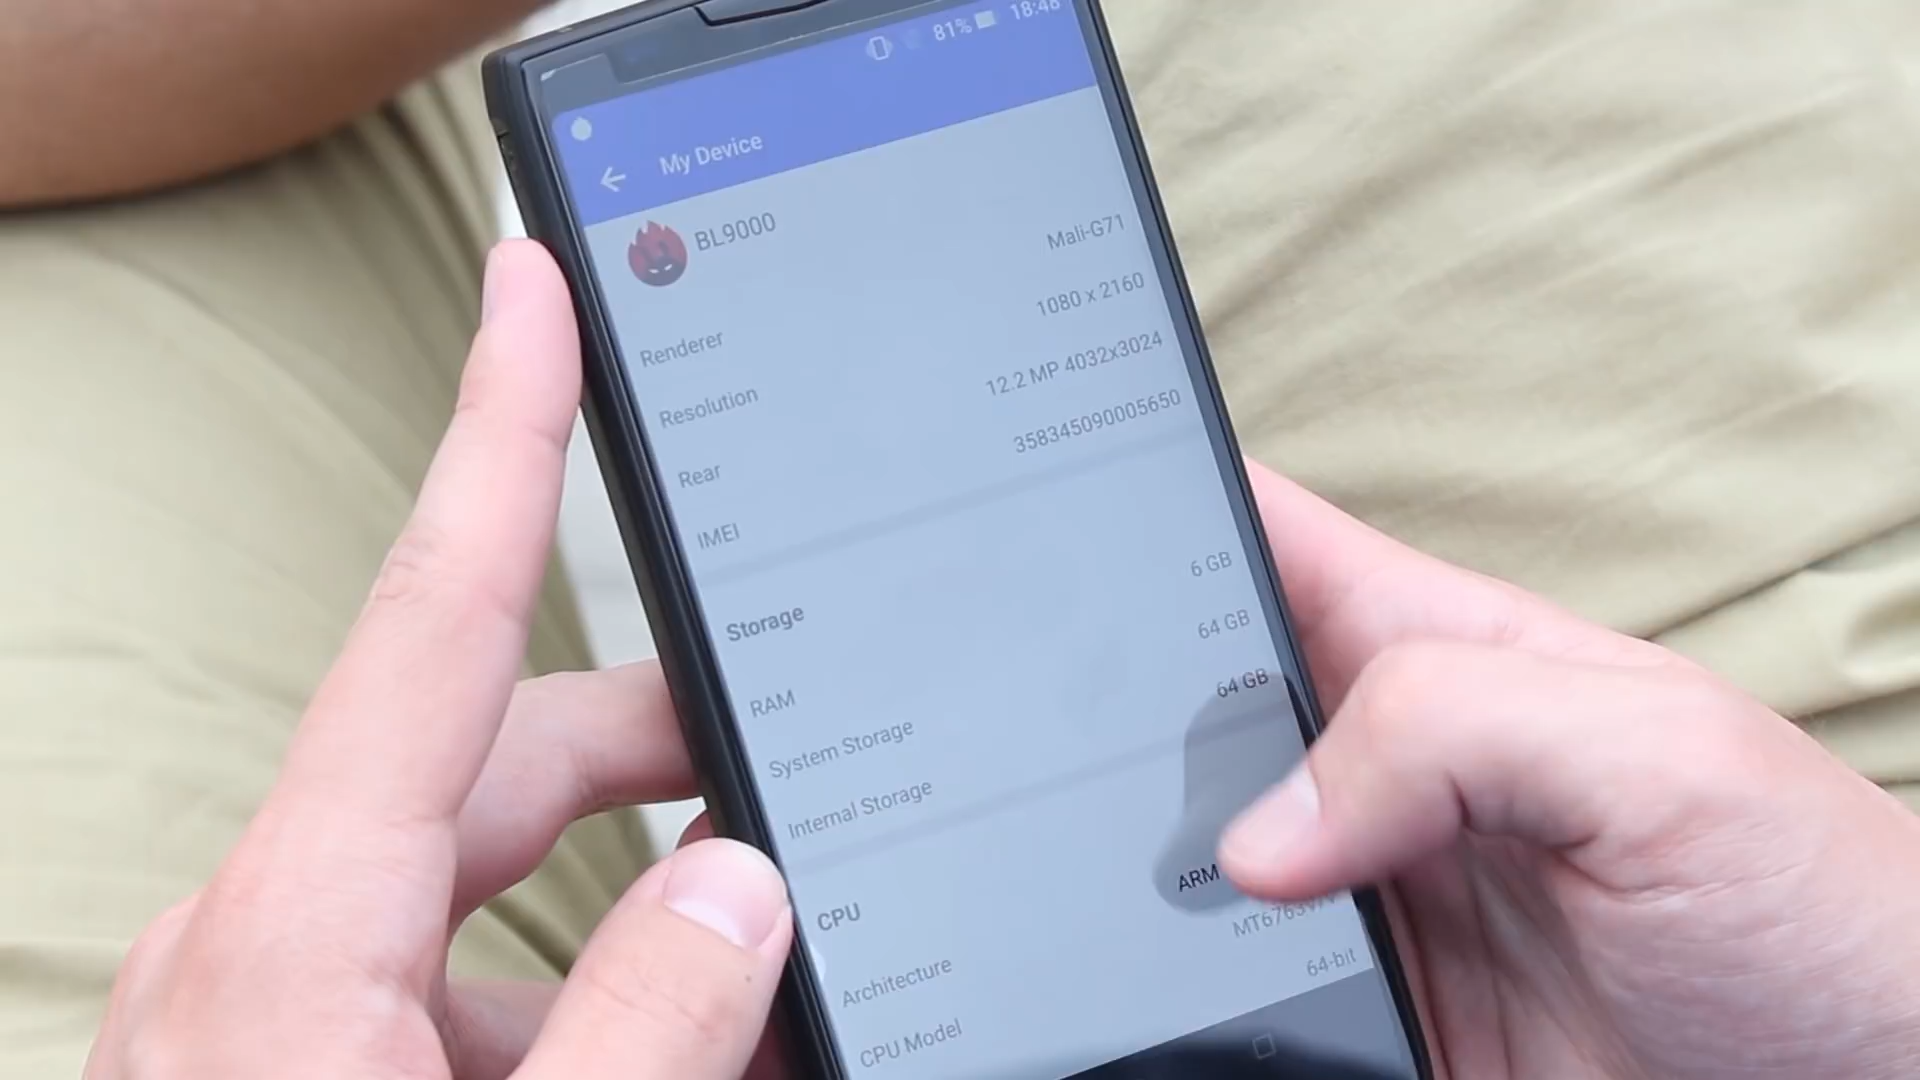 81% 18:48
My Device
BL9000
Renderer Mali-G71
Resolution 1080 x 2160
Rear 12.2 MP 4032x3024
IMEI 358345090005650
Storage
RAM 6 GB
System Storage 64 GB
Internal Storage 64 GB
CPU
Architecture ARM
CPU Model
64-bit